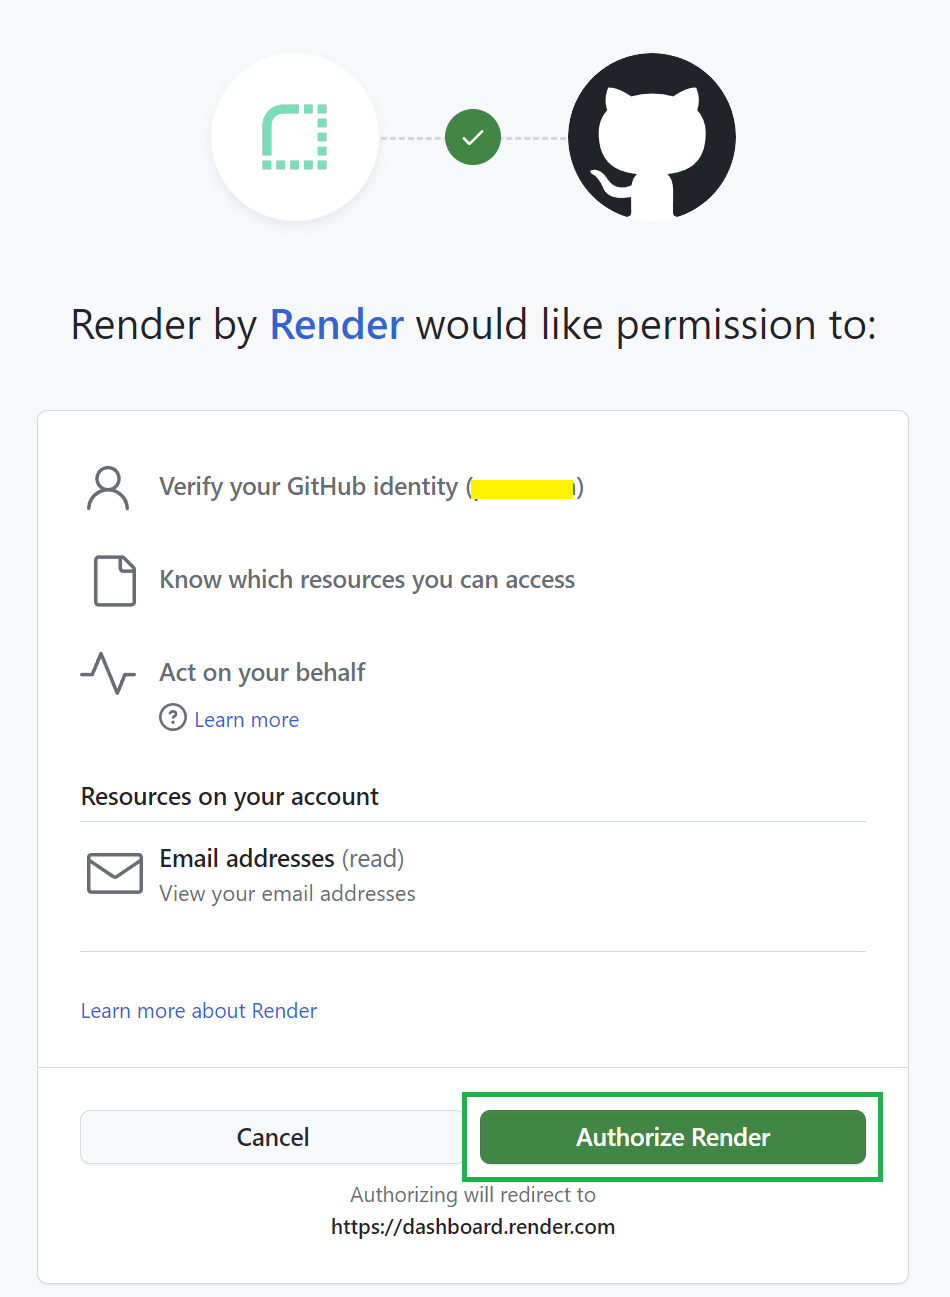 Render by Render would like permission to:
Verify your GitHub identity ( )
Know which resources you can access
Act on your behalf
? Learn more
Resources on your account
Email addresses (read)
View your email addresses
Learn more about Render
Cancel
Authorize Render
Authorizing will redirect to
https://dashboard.render.com